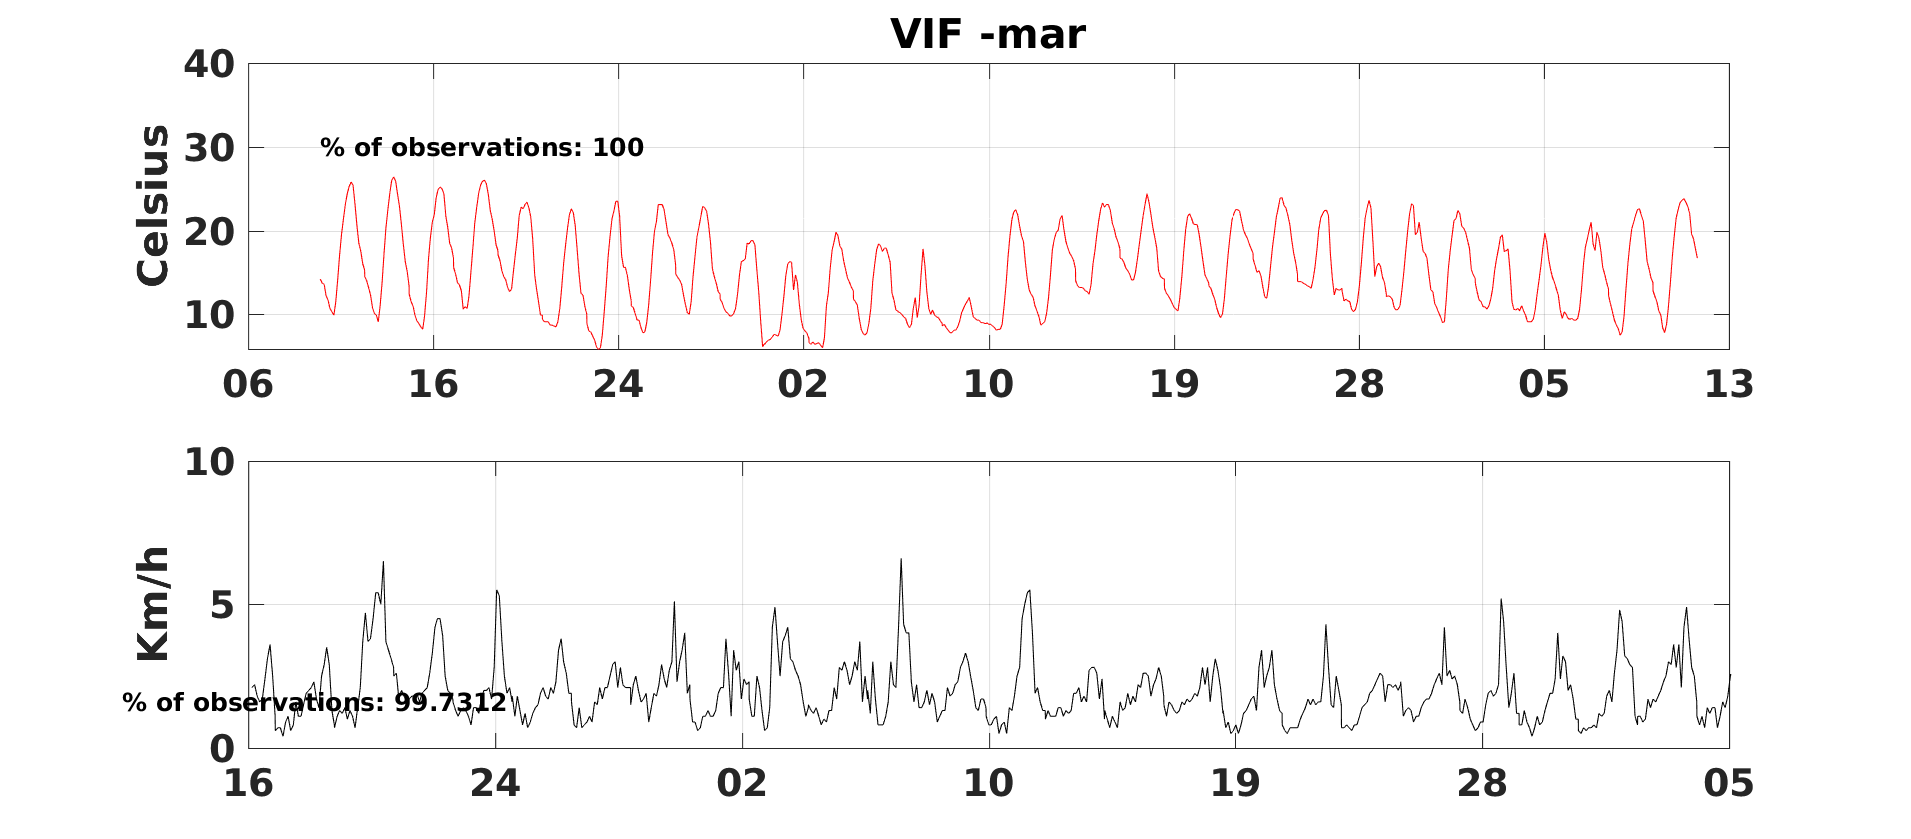 VIF -mar
40
30
20
10
Celsius
% of observations: 100
06 16 24 02 10 19 28 05 13
10
5
0
Km/h
% of observations: 99.7312
16 24 02 10 19 28 05